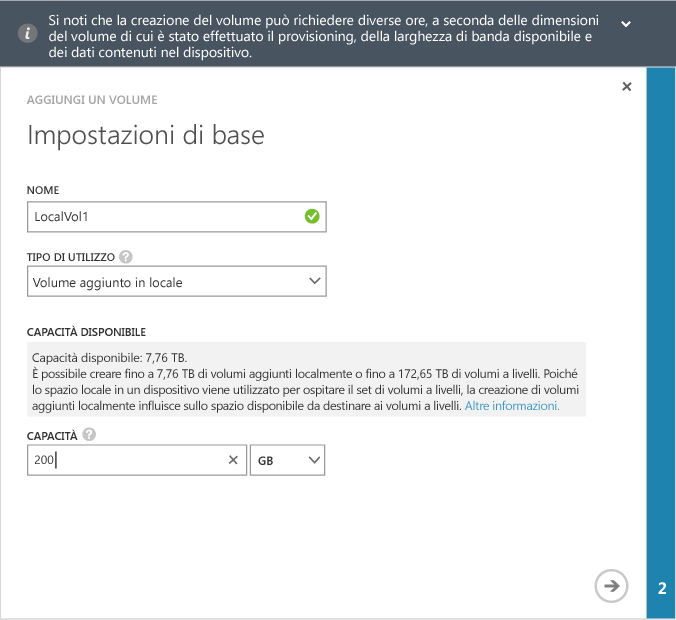 Si noti che la creazione del volume può richiedere diverse ore, a seconda delle dimensioni
del volume di cui è stato effettuato il provisioning, della larghezza di banda disponibile e
dei dati contenuti nel dispositivo.
AGGIUNGI UN VOLUME
Impostazioni di base
NOME
LocalVol1
TIPO DI UTILIZZO ?
Volume aggiunto in locale
CAPACITÀ DISPONIBILE
Capacità disponibile: 7,76 TB.
È possibile creare fino a 7,76 TB di volumi aggiunti localmente o fino a 172,65 TB di volumi a livelli. Poiché
lo spazio locale in un dispositivo viene utilizzato per ospitare il set di volumi a livelli, la creazione di volumi
aggiunti localmente influisce sullo spazio disponibile da destinare ai volumi a livelli. Altre informazioni.
CAPACITÀ ?
200 GB
2